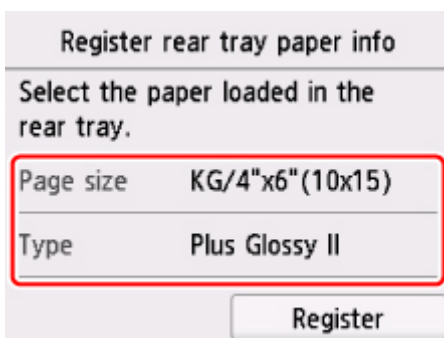 Register rear tray paper info
Select the paper loaded in the
rear tray.
Page size KG/4"x6"(10x15)
Type Plus Glossy II
Register